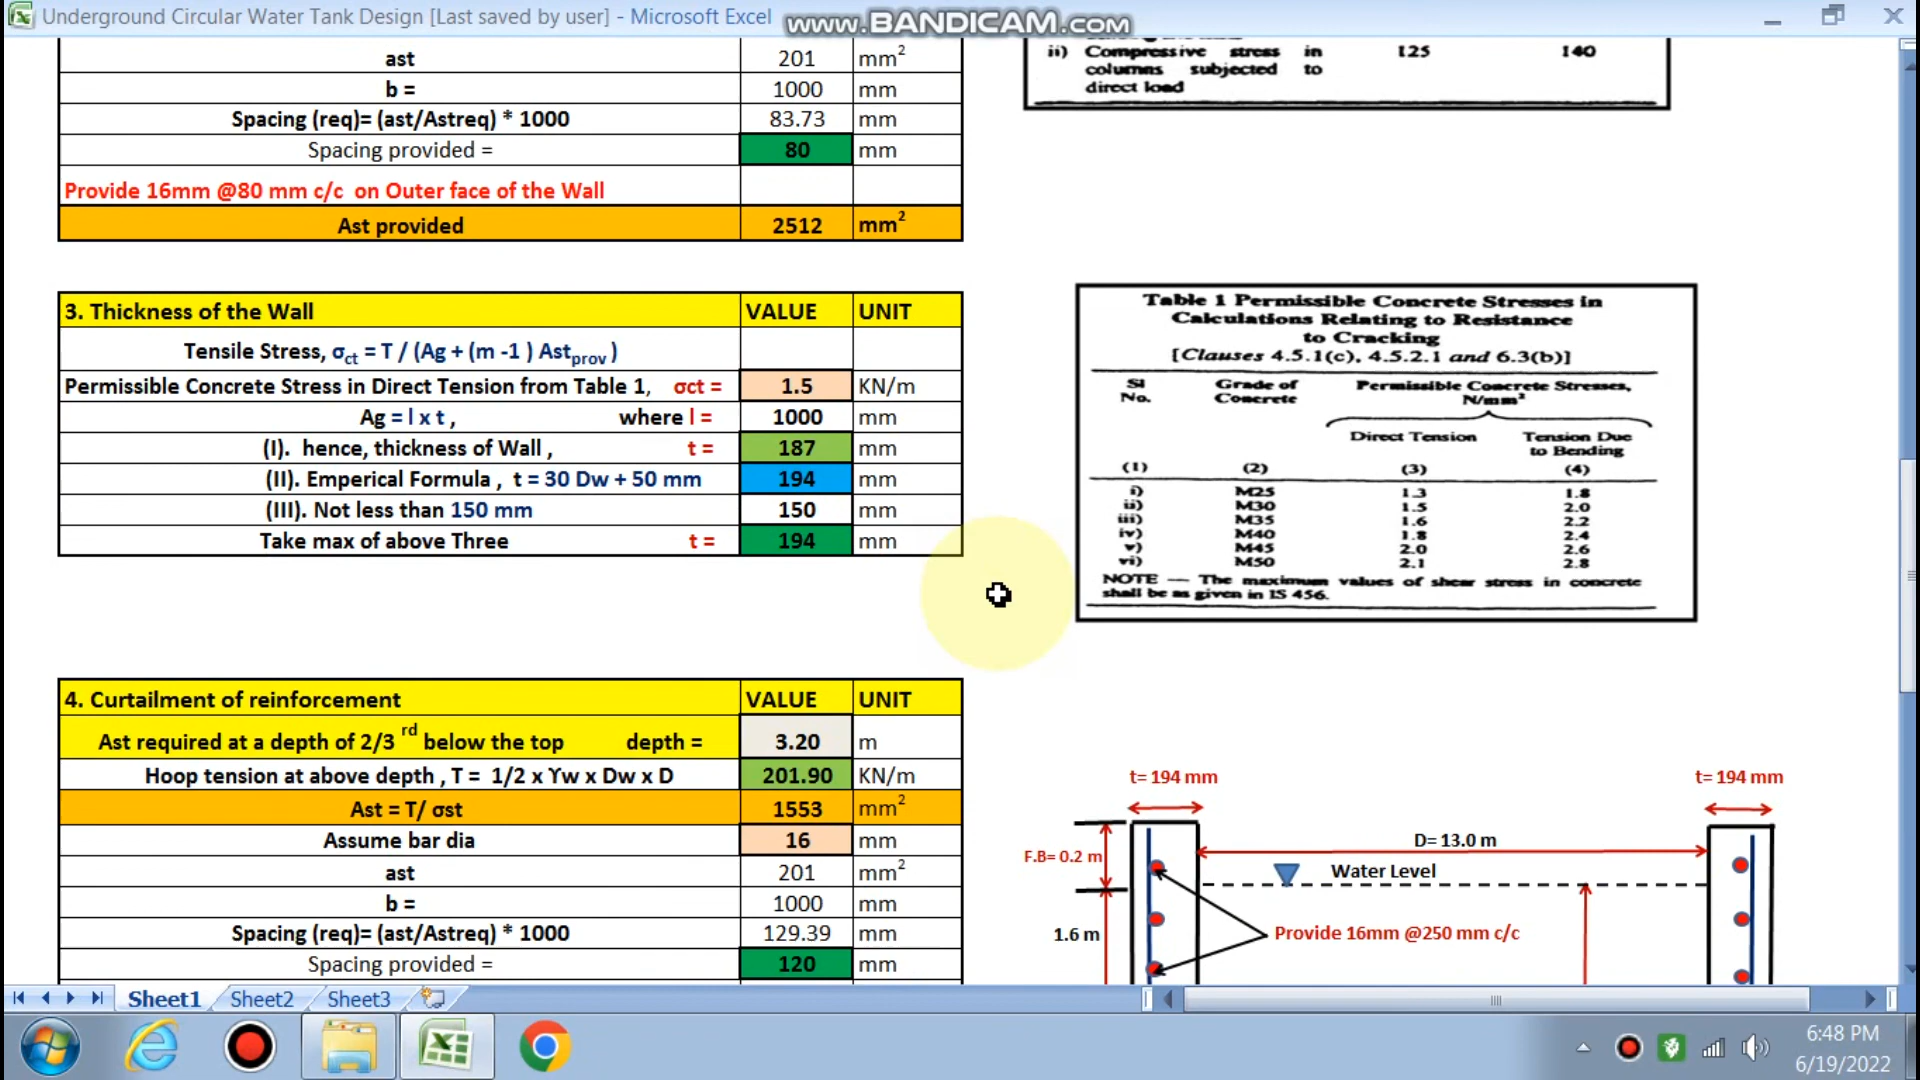 Underground Circular Water Tank Design [Last saved by user] - Microsoft Excel
www.BANDICAM.com
ast 201 mm2
b = 1000 mm
Spacing (req)= (ast/Astreq) * 1000 83.73 mm
Spacing provided = 80 mm
Provide 16mm @80 mm c/c on Outer face of the Wall
Ast provided 2512 mm2
ii) Compressive stress in 125 140
columns subjected to
direct load
3. Thickness of the Wall VALUE UNIT
Tensile Stress, σct = T / (Ag + (m -1 ) Astprov )
Permissible Concrete Stress in Direct Tension from Table 1, σct = 1.5 KN/m
Ag = l x t , where l = 1000 mm
(I). hence, thickness of Wall , t = 187 mm
(II). Emperical Formula , t = 30 Dw + 50 mm 194 mm
(III). Not less than 150 mm 150 mm
Take max of above Three t = 194 mm
Table 1 Permissible Concrete Stresses in
Calculations Relating to Resistance
to Cracking
[Clauses 4.5.1(c), 4.5.2.1 and 6.3(b)]
Sl Grade of Permissible Concrete Stresses,
No. Concrete N/mm2
Direct Tension Tension Due
to Bending
(1) (2) (3) (4)
i) M25 1.3 1.8
ii) M30 1.5 2.0
iii) M35 1.6 2.2
iv) M40 1.8 2.4
v) M45 2.0 2.6
vi) M50 2.1 2.8
NOTE — The maximum values of shear stress in concrete
shall be as given in IS 456.
4. Curtailment of reinforcement VALUE UNIT
Ast required at a depth of 2/3 rd below the top depth = 3.20 m
Hoop tension at above depth , T = 1/2 x ϒw x Dw x D 201.90 KN/m
Ast = T/ σst 1553 mm2
Assume bar dia 16 mm
ast 201 mm2
b = 1000 mm
Spacing (req)= (ast/Astreq) * 1000 129.39 mm
Spacing provided = 120 mm
t= 194 mm t= 194 mm
D= 13.0 m
F.B= 0.2 m
Water Level
1.6 m
Provide 16mm @250 mm c/c
Sheet1 Sheet2 Sheet3
6:48 PM
6/19/2022